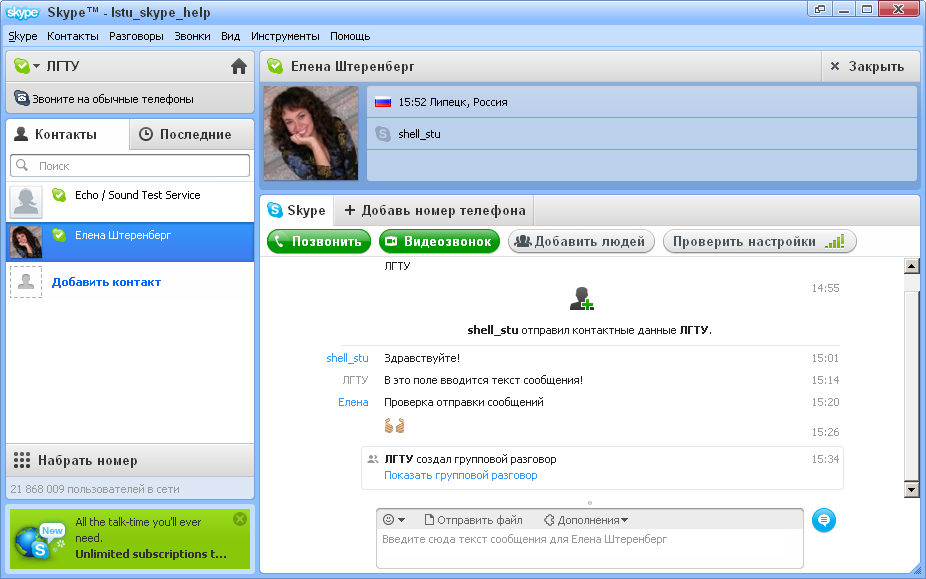 skype Skype™ - lstu_skype_help
Skype Контакты Разговоры Звонки Вид Инструменты Помощь
ЛГТУ
Звоните на обычные телефоны
Контакты Последние
Поиск
Echo / Sound Test Service
Елена Штеренберг
Добавить контакт
Набрать номер
21 868 009 пользователей в сети
All the talk-time you'll ever
need.
Unlimited subscriptions t...
New
Елена Штеренберг
Закрыть
15:52 Липецк, Россия
shell_stu
Skype + Добавь номер телефона
Позвонить Видеозвонок Добавить людей Проверить настройки
ЛГТУ
14:55
shell_stu отправил контактные данные ЛГТУ.
shell_stu Здравствуйте! 15:01
ЛГТУ В это поле вводится текст сообщения! 15:14
Елена Проверка отправки сообщений 15:20
15:26
ЛГТУ создал групповой разговор 15:34
Показать групповой разговор
Отправить файл Дополнения
Введите сюда текст сообщения для Елена Штеренберг